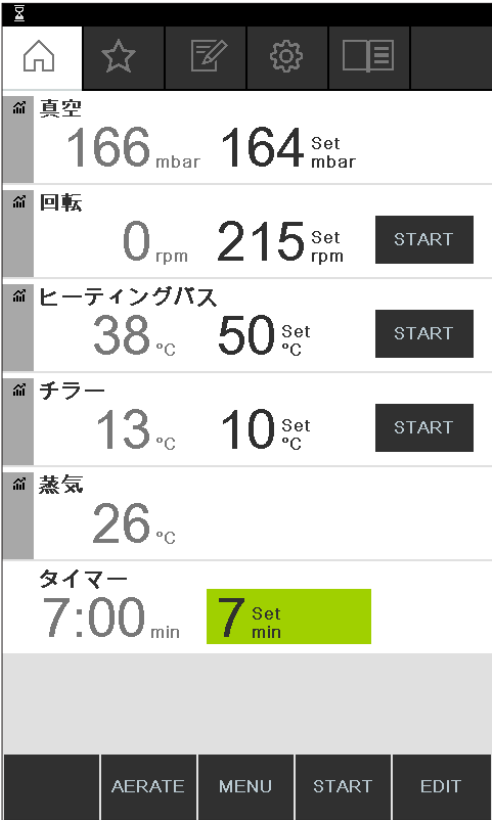 真空
166 mbar 164 Set mbar
回転
0 rpm 215 Set rpm START
ヒーティングバス
38 °C 50 Set °C START
チラー
13 °C 10 Set °C START
蒸気
26 °C
タイマー
7:00 min 7 Set min
AERATE MENU START EDIT